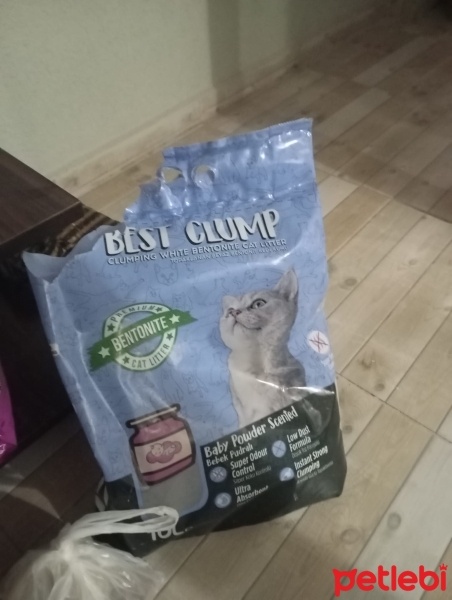 BEST CLUMP
CLUMPING WHITE BENTONITE CAT LITTER
PREMIUM
BENTONITE
CAT LITTER
Baby Powder Scented
Bebek Pudralı
Super Odour
Control
Ultra
Absorbent
Low Dust
Formula
Instant Strong
Clumping
petlebi